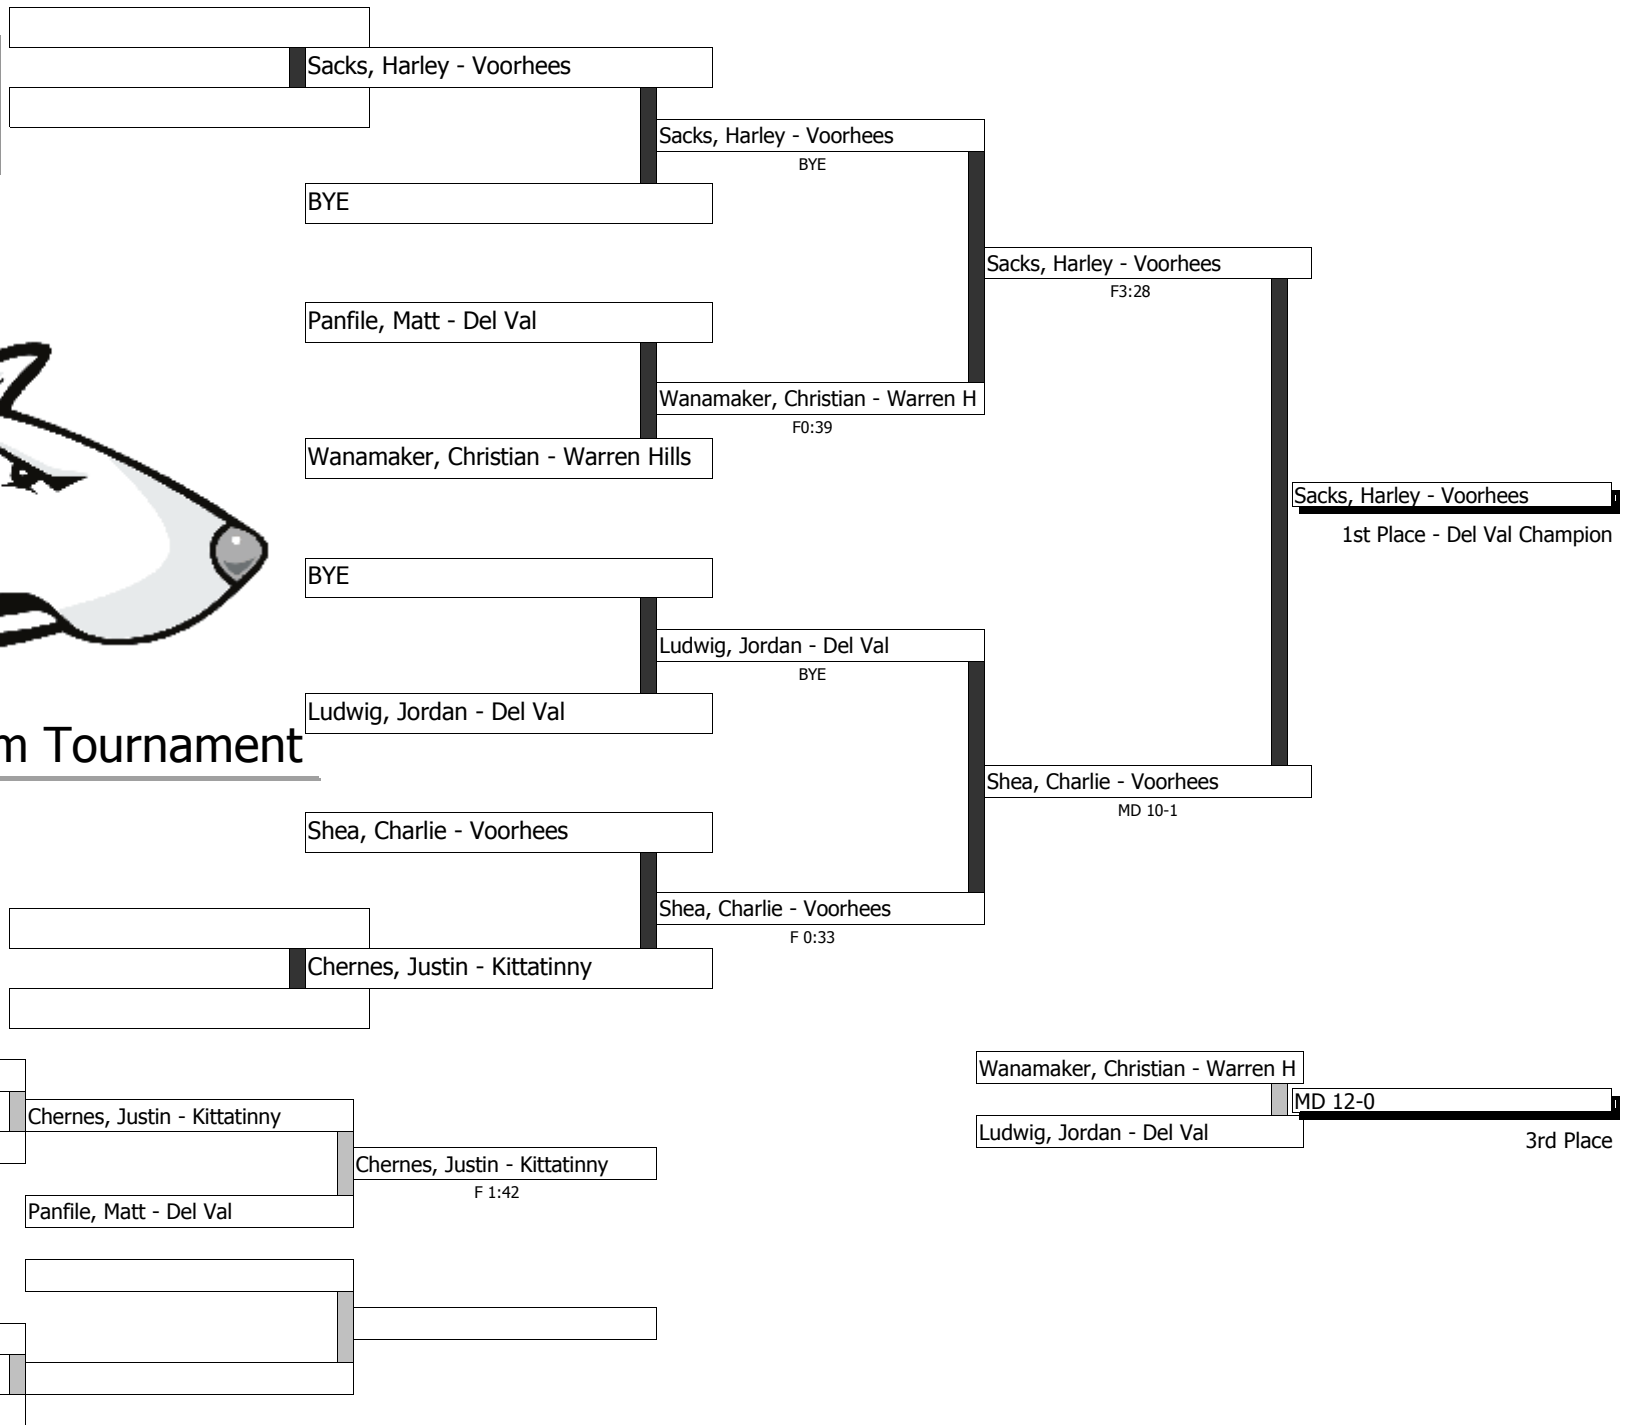 Sacks, Harley - Voorhees
Sacks, Harley - Voorhees
BYE
BYE
Sacks, Harley - Voorhees
F3:28
Panfile, Matt - Del Val
Wanamaker, Christian - Warren H
F0:39
Wanamaker, Christian - Warren Hills
Sacks, Harley - Voorhees
1st Place - Del Val Champion
BYE
Ludwig, Jordan - Del Val
BYE
Ludwig, Jordan - Del Val
m Tournament
Shea, Charlie - Voorhees
MD 10-1
Shea, Charlie - Voorhees
Shea, Charlie - Voorhees
F 0:33
Chernes, Justin - Kittatinny
Wanamaker, Christian - Warren H
MD 12-0
Ludwig, Jordan - Del Val
3rd Place
Chernes, Justin - Kittatinny
Chernes, Justin - Kittatinny
F 1:42
Panfile, Matt - Del Val